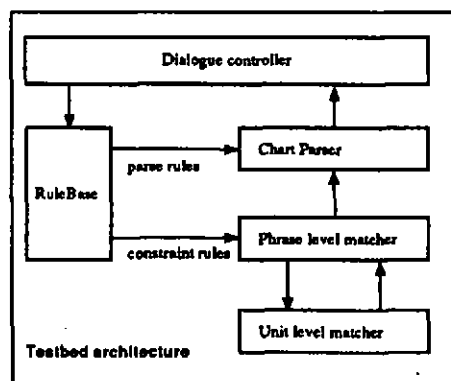 Dialogue controller
RuleBase
parse rules
Chart Parser
constraint rules
Phrase level matcher
Unit level matcher
Testbed architecture